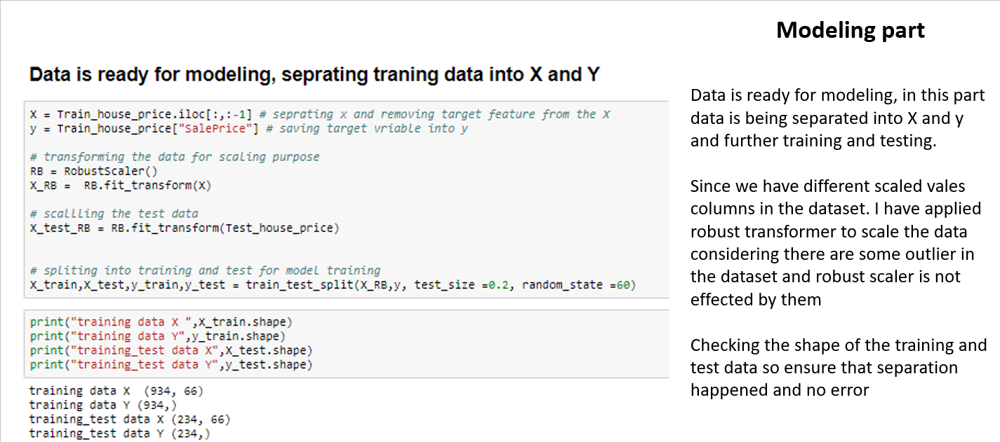 Modeling part
Data is ready for modeling, seprating traning data into X and Y
X = Train_house_price.iloc[:,:-1] # seprating x and removing target feature from the X
y = Train_house_price["SalePrice"] # saving target vriable into y
# transforming the data for scaling purpose
RB = RobustScaler()
X_RB =  RB.fit_transform(X)
# scallling the test data
X_test_RB = RB.fit_transform(Test_house_price)
# spliting into training and test for model training
X_train,X_test,y_train,y_test = train_test_split(X_RB,y, test_size =0.2, random_state =60)
print("training data X ",X_train.shape)
print("training data Y",y_train.shape)
print("training_test data X",X_test.shape)
print("training_test data Y",y_test.shape)
training data X  (934, 66)
training data Y (934,)
training_test data X (234, 66)
training_test data Y (234,)
Data is ready for modeling, in this part
data is being separated into X and y
and further training and testing.
Since we have different scaled vales
columns in the dataset. I have applied
robust transformer to scale the data
considering there are some outlier in
the dataset and robust scaler is not
effected by them
Checking the shape of the training and
test data so ensure that separation
happened and no error